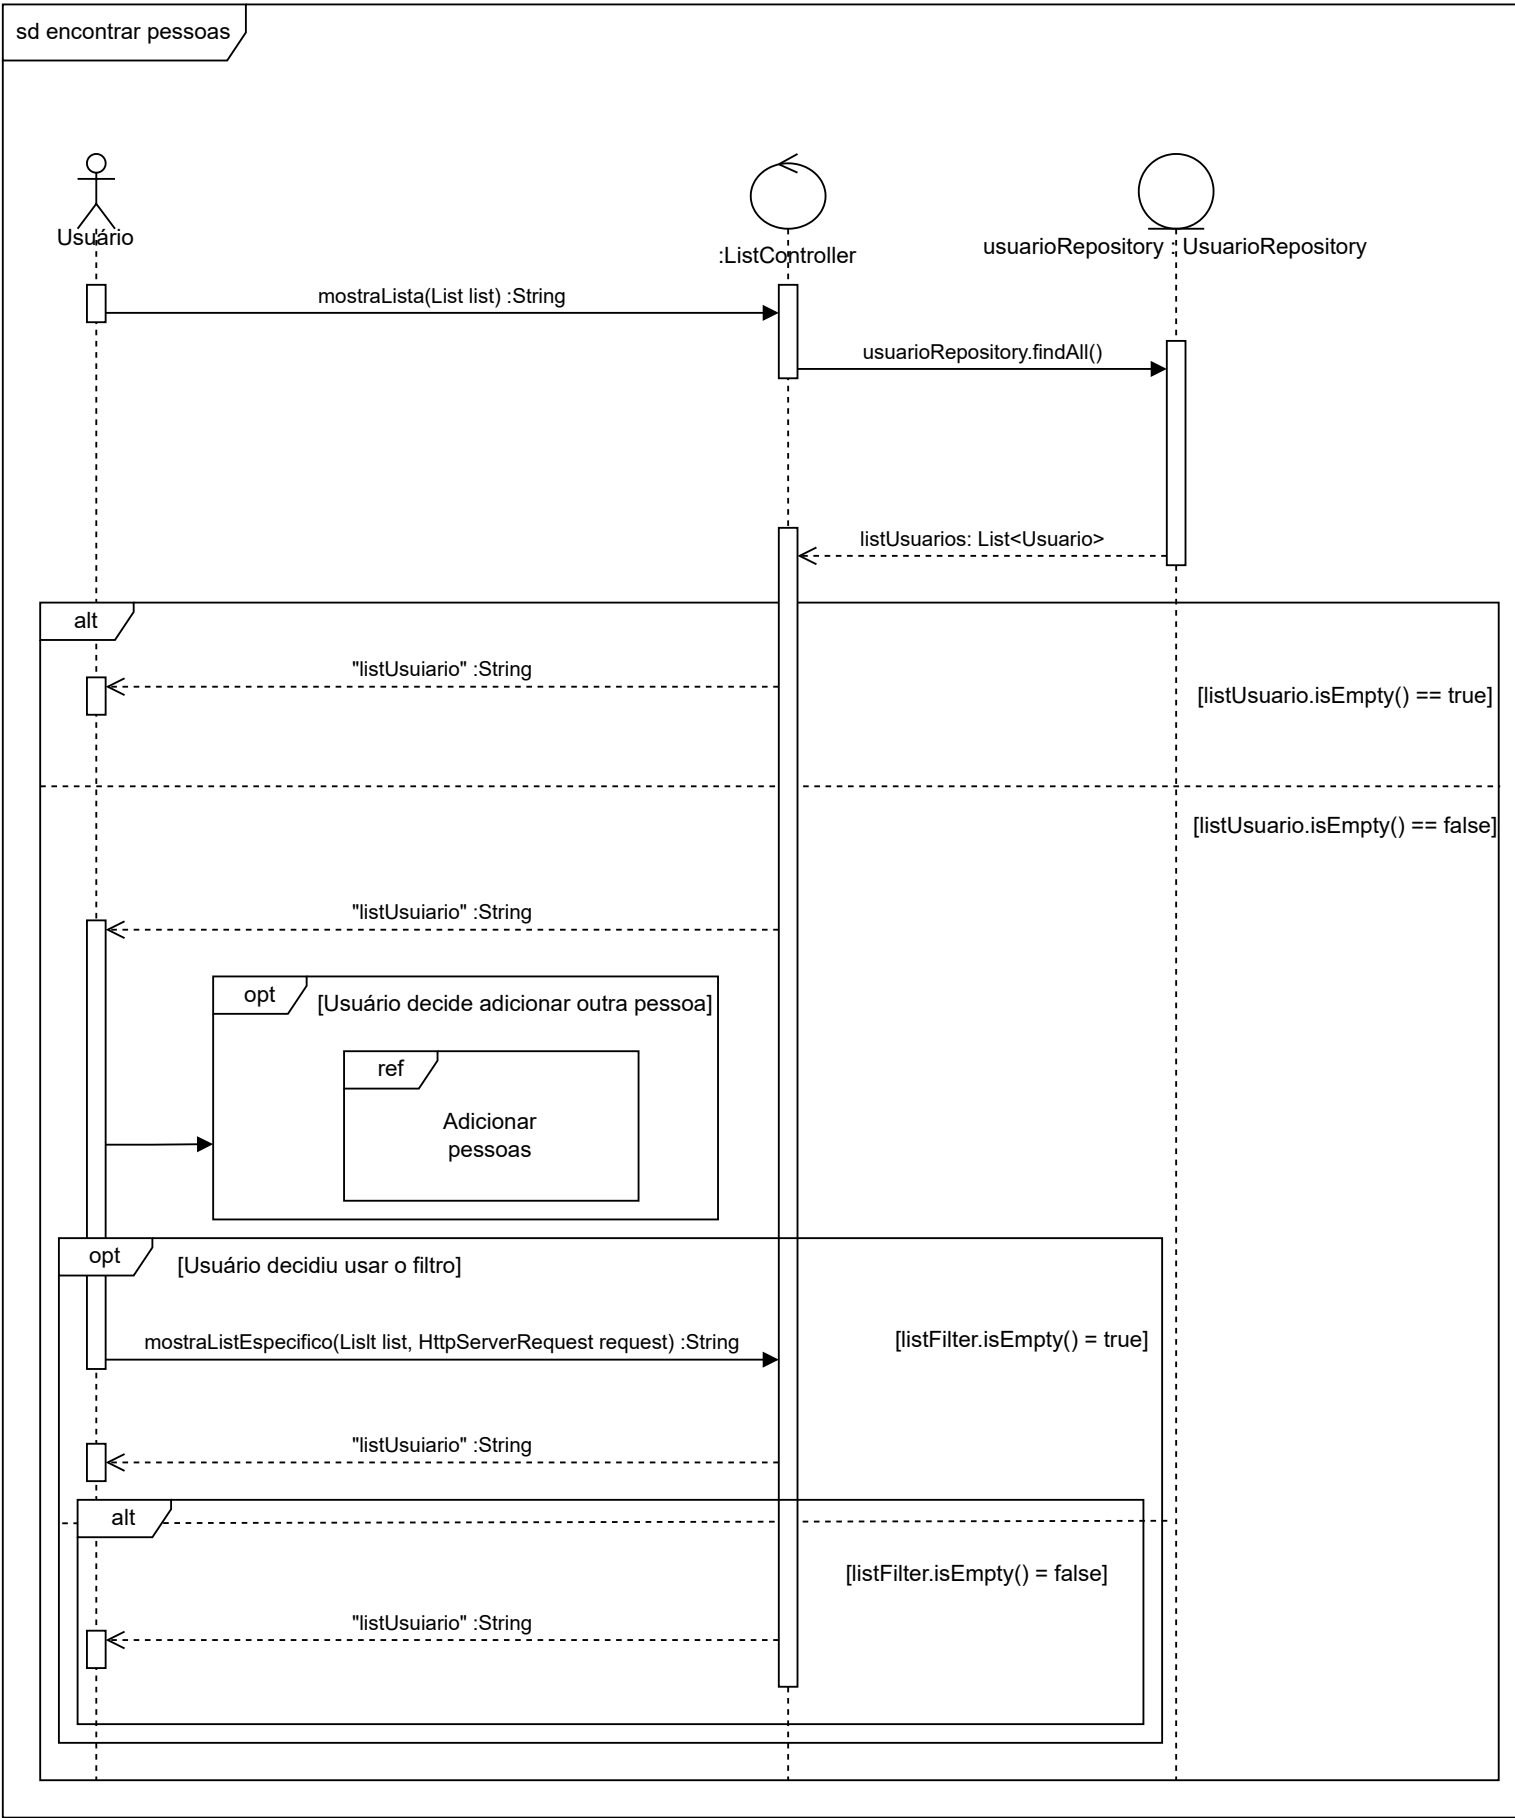 sd encontrar pessoas
Usuário
:ListController
usuarioRepository : UsuarioRepository
mostraLista(List list) :String
usuarioRepository.findAll()
listUsuarios: List<Usuario>
alt
"listUsuiario" :String
[listUsuario.isEmpty() == true]
[listUsuario.isEmpty() == false]
"listUsuiario" :String
opt
[Usuário decide adicionar outra pessoa]
ref
Adicionar
pessoas
opt
[Usuário decidiu usar o filtro]
mostraListEspecifico(Lislt list, HttpServerRequest request) :String
[listFilter.isEmpty() = true]
"listUsuiario" :String
alt
[listFilter.isEmpty() = false]
"listUsuiario" :String